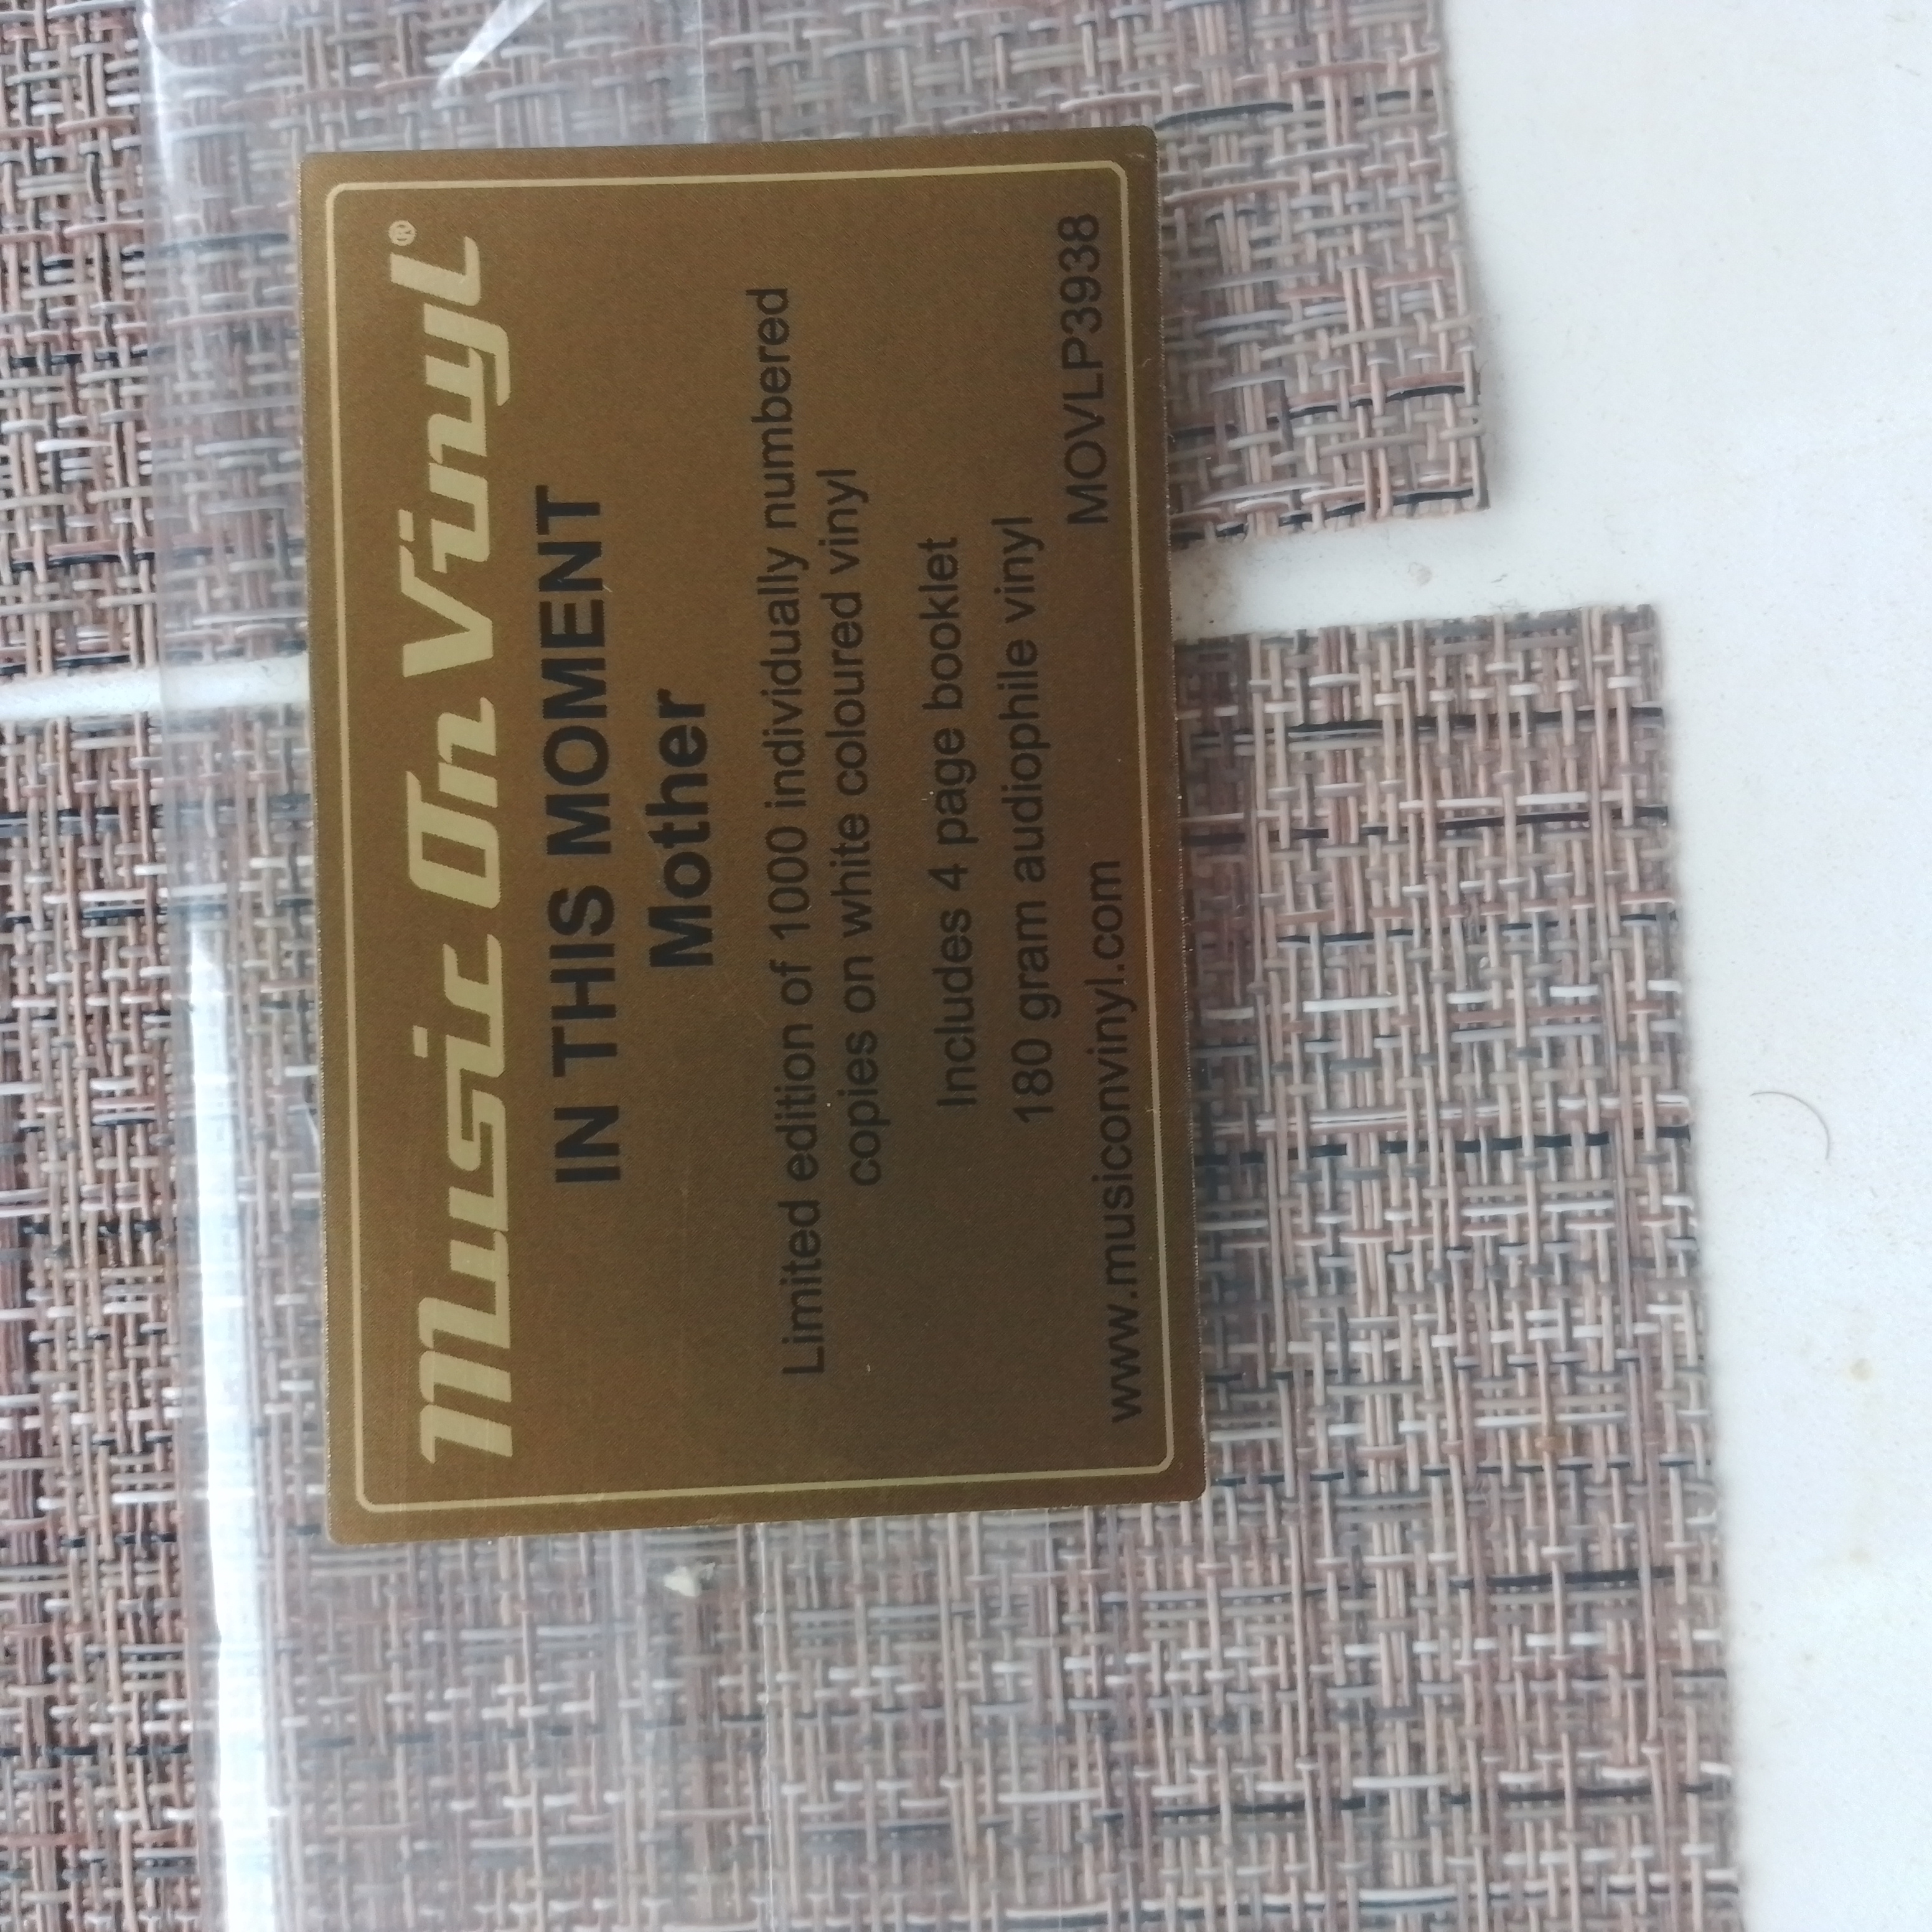 Music On Vinyl®
IN THIS MOMENT
Mother
Limited edition of 1000 individually numbered
copies on white coloured vinyl
Includes 4 page booklet
180 gram audiophile vinyl
www.musiconvinyl.com
MOVLP3938